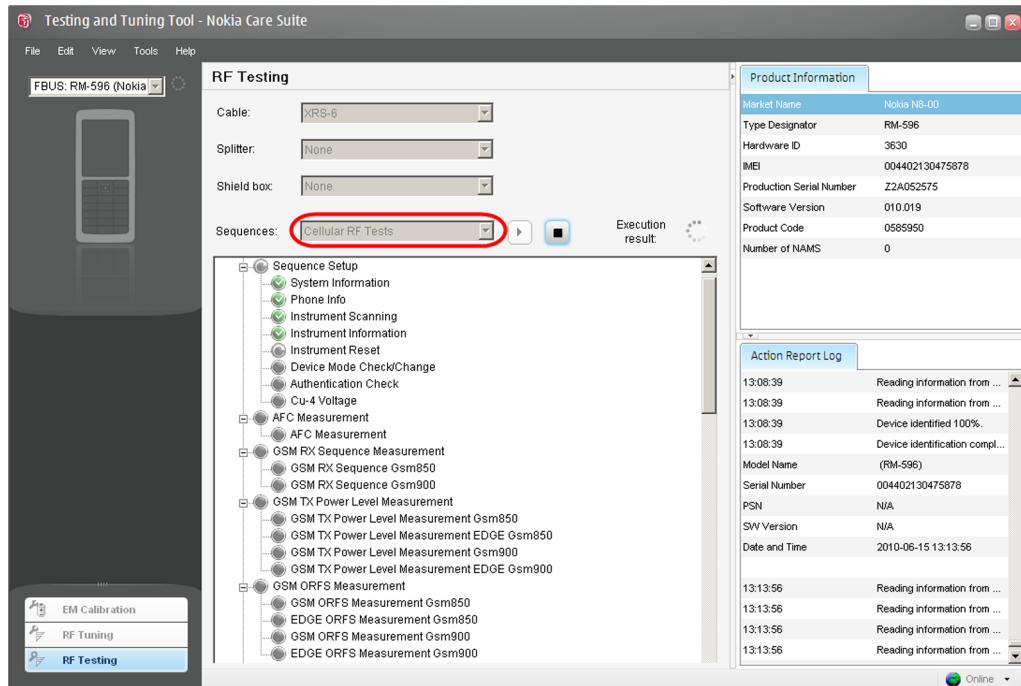 Testing and Tuning Tool - Nokia Care Suite
File Edit View Tools Help
FBUS: RM-596 (Nokia
RF Testing
Cable: XRS-6
Splitter: None
Shield box: None
Sequences: Cellular RF Tests
Execution
result:
Sequence Setup
System Information
Phone Info
Instrument Scanning
Instrument Information
Instrument Reset
Device Mode Check/Change
Authentication Check
Cu-4 Voltage
AFC Measurement
AFC Measurement
GSM RX Sequence Measurement
GSM RX Sequence Gsm850
GSM RX Sequence Gsm900
GSM TX Power Level Measurement
GSM TX Power Level Measurement Gsm850
GSM TX Power Level Measurement EDGE Gsm850
GSM TX Power Level Measurement Gsm900
GSM TX Power Level Measurement EDGE Gsm900
GSM ORFS Measurement
GSM ORFS Measurement Gsm850
EDGE ORFS Measurement Gsm850
GSM ORFS Measurement Gsm900
EDGE ORFS Measurement Gsm900
EM Calibration
RF Tuning
RF Testing
Product Information
Market Name Nokia N8-00
Type Designator RM-596
Hardware ID 3630
IMEI 004402130475878
Production Serial Number Z2A052575
Software Version 010.019
Product Code 0585950
Number of NAMS 0
Action Report Log
13:08:39 Reading information from ...
13:08:39 Reading information from ...
13:08:39 Device identified 100%.
13:08:39 Device identification compl...
Model Name (RM-596)
Serial Number 004402130475878
PSN N/A
SW Version N/A
Date and Time 2010-06-15 13:13:56
13:13:56 Reading information from ...
13:13:56 Reading information from ...
13:13:56 Reading information from ...
13:13:56 Reading information from ...
Online